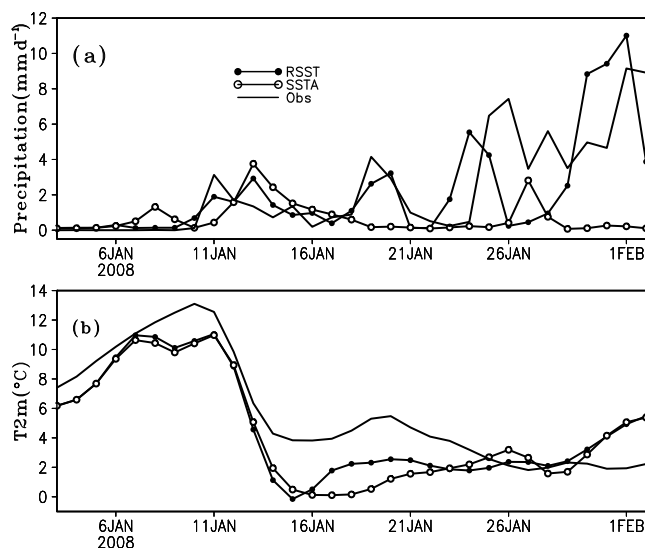 12
10
8
6
4
2
0
Precipitation(mmd⁻¹)
(a)
RSST
SSTA
Obs
6JAN 11JAN 16JAN 21JAN 26JAN 1FEB
2008
14
12
10
8
6
4
2
0
T2m(°C)
(b)
6JAN 11JAN 16JAN 21JAN 26JAN 1FEB
2008